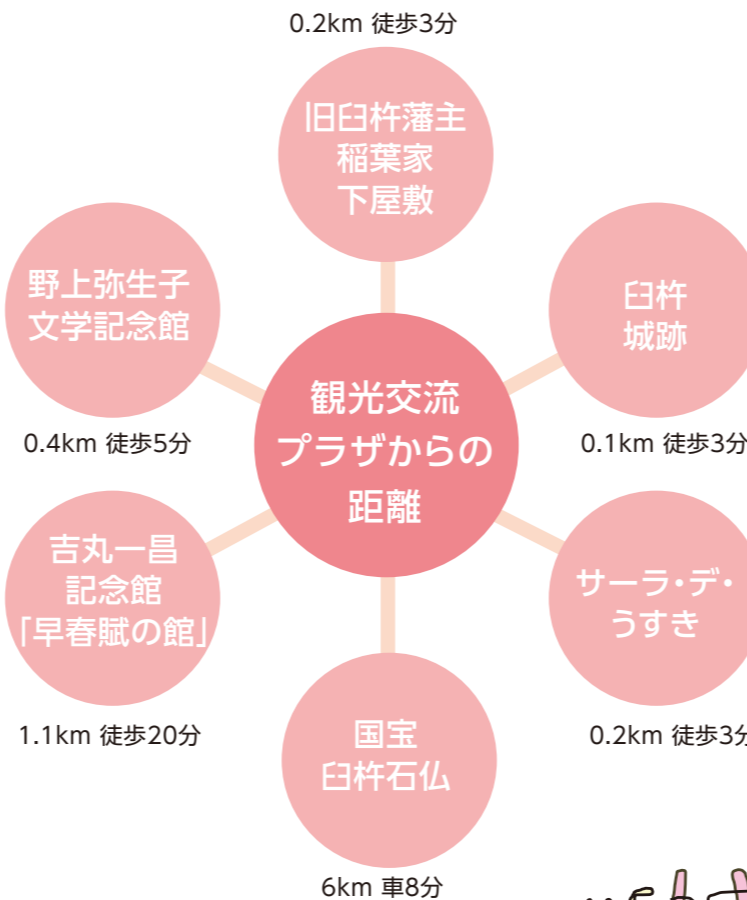 0.2km 徒歩3分
旧臼杵藩主
稲葉家
下屋敷
野上弥生子
文学記念館
0.4km 徒歩5分
臼杵
城跡
0.1km 徒歩3分
観光交流
プラザからの
距離
吉丸一昌
記念館
「早春賦の館」
1.1km 徒歩20分
サーラ・デ・
うすき
0.2km 徒歩3分
国宝
臼杵石仏
6km 車8分